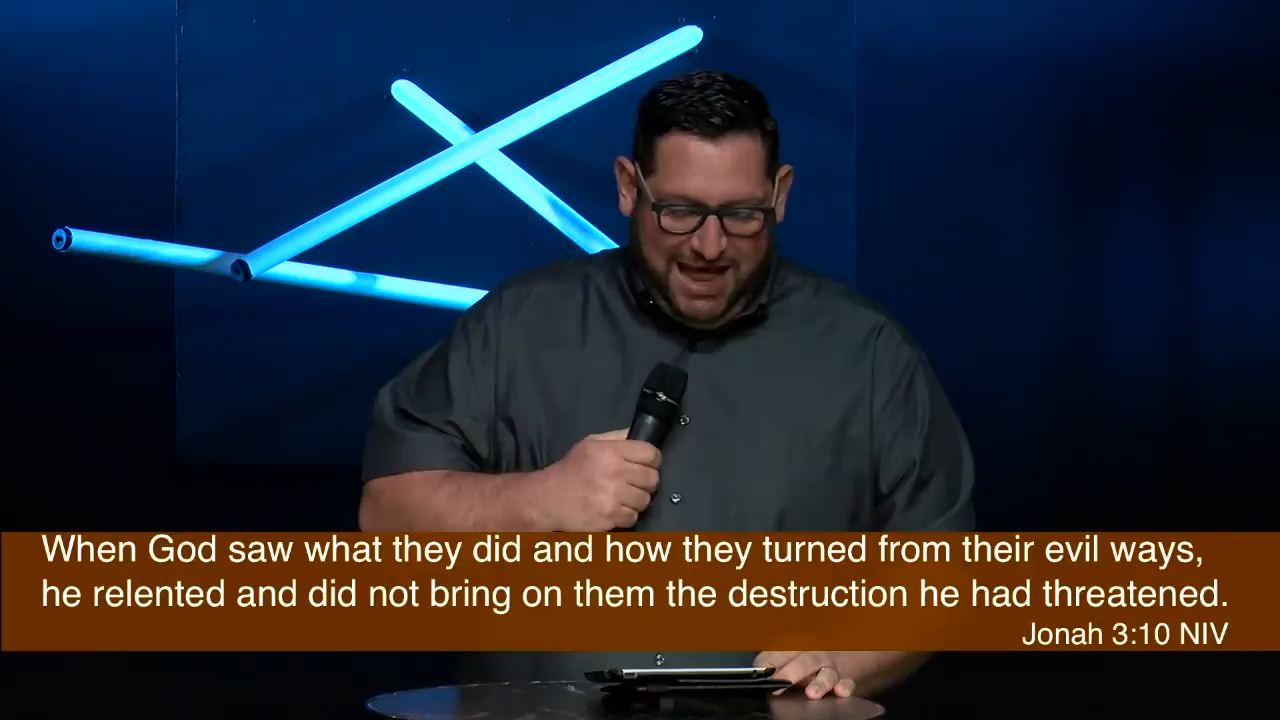 When God saw what they did and how they turned from their evil ways,
he relented and did not bring on them the destruction he had threatened.
Jonah 3:10 NIV